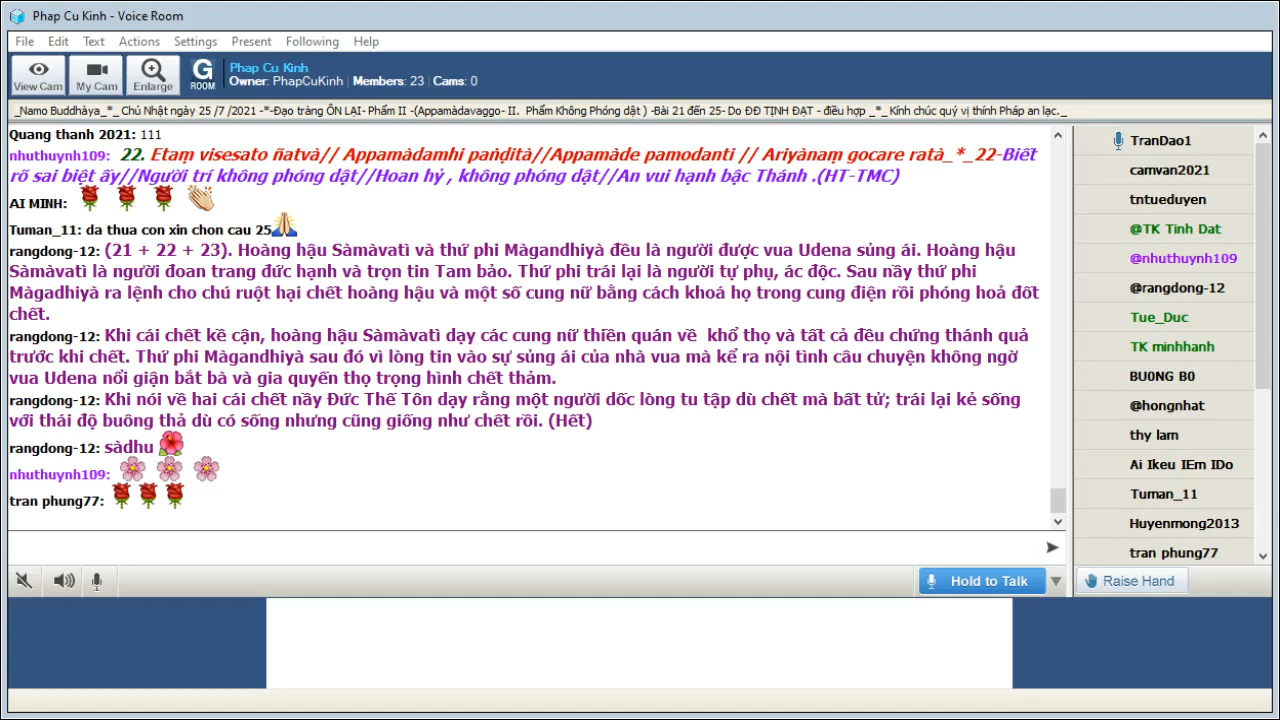 Phap Cu Kinh - Voice Room
File Edit Text Actions Settings Present Following Help
View Cam My Cam Enlarge G ROOM
Phap Cu Kinh
Owner: PhapCuKinh | Members: 23 | Cams: 0
_Namo Buddhàya_*_ Chủ Nhật ngày 25 /7 /2021 -*-Đạo tràng ÔN LẠI- Phẩm II -(Appamàdavaggo- II. Phẩm Không Phóng dật ) -Bài 21 đến 25- Do ĐĐ TỊNH ĐẠT - điều hợp _*_Kính chúc quý vị thính Pháp an lạc._
Quang thanh 2021: 111
nhuthuynh109: 22. Etaṃ visesato ñatvà// Appamàdamhi paṇḍità//Appamàde pamodanti // Ariyànaṃ gocare ratà_*_22-Biết
rõ sai biệt ấy//Người trí không phóng dật//Hoan hỷ , không phóng dật//An vui hạnh bậc Thánh .(HT-TMC)
AI MINH:
Tuman_11: da thua con xin chon cau 25
rangdong-12: (21 + 22 + 23). Hoàng hậu Sàmàvatì và thứ phi Màgandhiyà đều là người được vua Udena sủng ái. Hoàng hậu
Sàmàvatì là người đoan trang đức hạnh và trọn tin Tam bảo. Thứ phi trái lại là người tự phụ, ác độc. Sau nầy thứ phi
Màgadhiyà ra lệnh cho chú ruột hại chết hoàng hậu và một số cung nữ bằng cách khoá họ trong cung điện rồi phóng hoả đốt
chết.
rangdong-12: Khi cái chết kề cận, hoàng hậu Sàmàvatì dạy các cung nữ thiền quán về khổ thọ và tất cả đều chứng thánh quả
trước khi chết. Thứ phi Màgandhiyà sau đó vì lòng tin vào sự sủng ái của nhà vua mà kể ra nội tình câu chuyện không ngờ
vua Udena nổi giận bắt bà và gia quyến thọ trọng hình chết thảm.
rangdong-12: Khi nói về hai cái chết nầy Đức Thế Tôn dạy rằng một người dốc lòng tu tập dù chết mà bất tử; trái lại kẻ sống
với thái độ buông thả dù có sống nhưng cũng giống như chết rồi. (Hết)
rangdong-12: sàdhu
nhuthuynh109:
tran phung77:
TranDao1
camvan2021
tntueduyen
@TK Tinh Dat
@nhuthuynh109
@rangdong-12
Tue_Duc
TK minhhanh
BU0NG B0
@hongnhat
thy lam
Ai Ikeu IEm IDo
Tuman_11
Huyenmong2013
tran phung77
Hold to Talk
Raise Hand